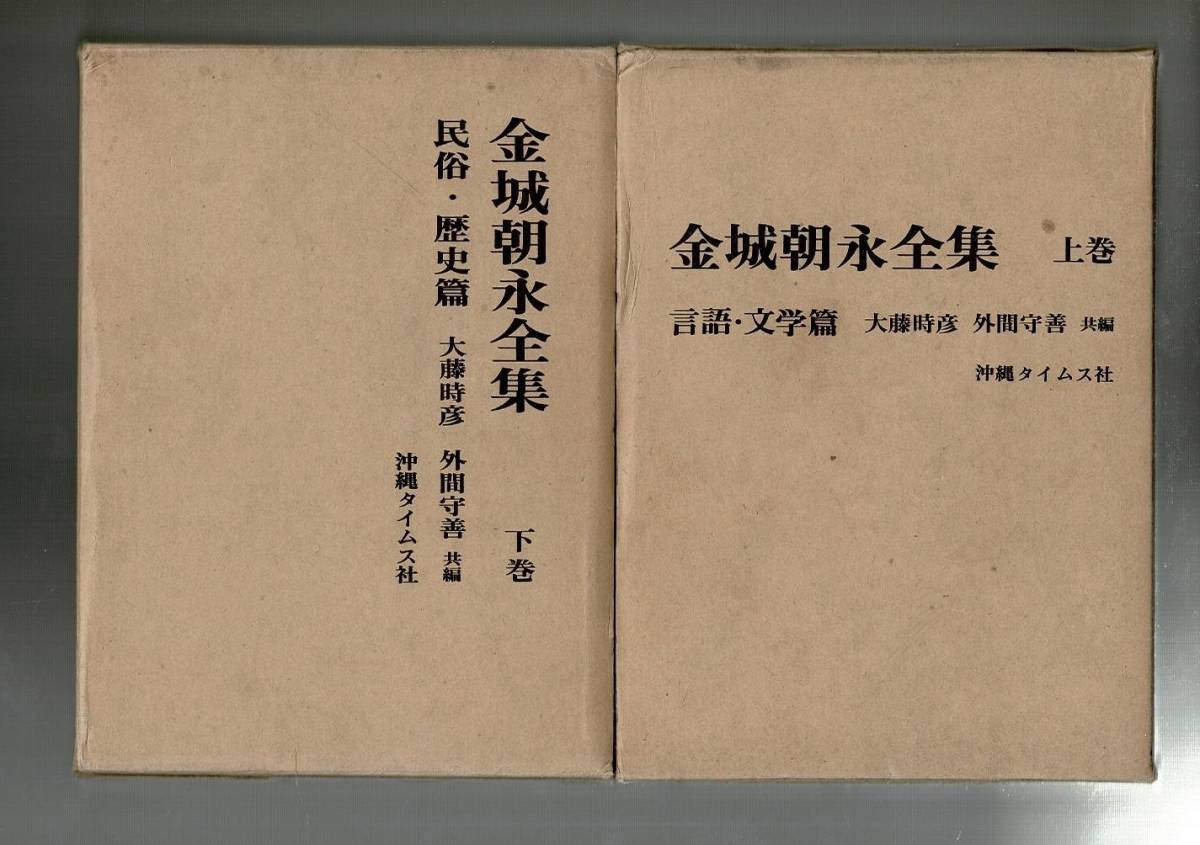 金城朝永全集 下巻
民俗・歴史篇 大藤時彦 外間守善 共編
沖縄タイムス社
金城朝永全集 上巻
言語・文学篇 大藤時彦 外間守善 共編
沖縄タイムス社